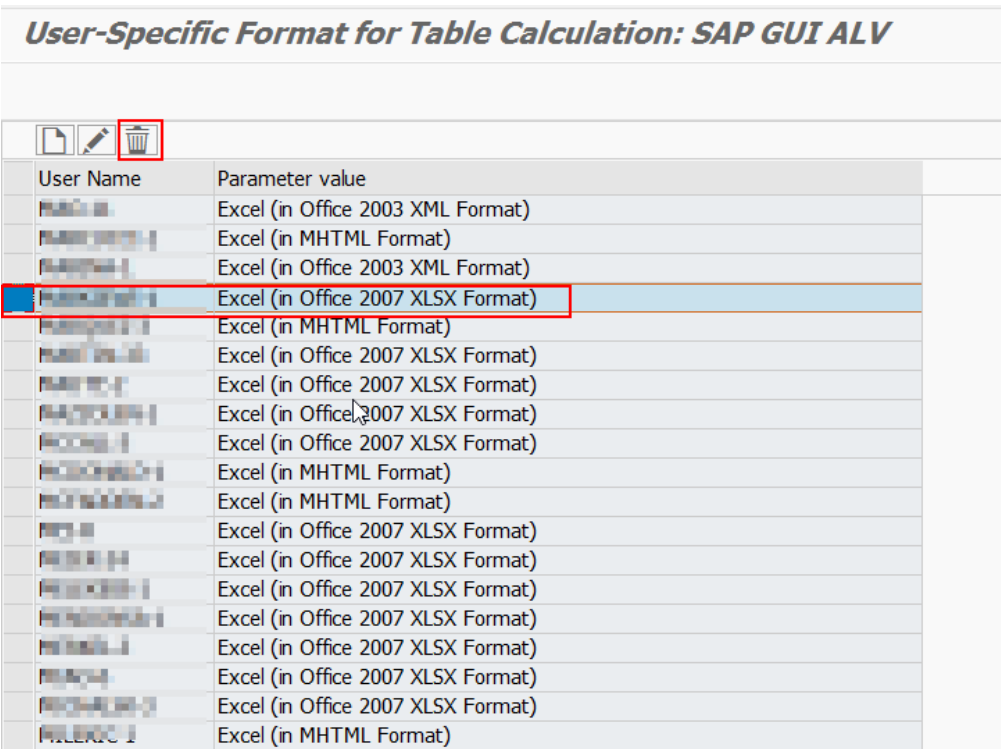 User-Specific Format for Table Calculation: SAP GUI ALV
User Name Parameter value
Excel (in Office 2003 XML Format)
Excel (in MHTML Format)
Excel (in Office 2003 XML Format)
Excel (in Office 2007 XLSX Format)
Excel (in MHTML Format)
Excel (in Office 2007 XLSX Format)
Excel (in Office 2007 XLSX Format)
Excel (in Office 2007 XLSX Format)
Excel (in Office 2007 XLSX Format)
Excel (in MHTML Format)
Excel (in MHTML Format)
Excel (in Office 2007 XLSX Format)
Excel (in Office 2007 XLSX Format)
Excel (in Office 2007 XLSX Format)
Excel (in Office 2007 XLSX Format)
Excel (in Office 2007 XLSX Format)
Excel (in Office 2007 XLSX Format)
Excel (in Office 2007 XLSX Format)
Excel (in MHTML Format)